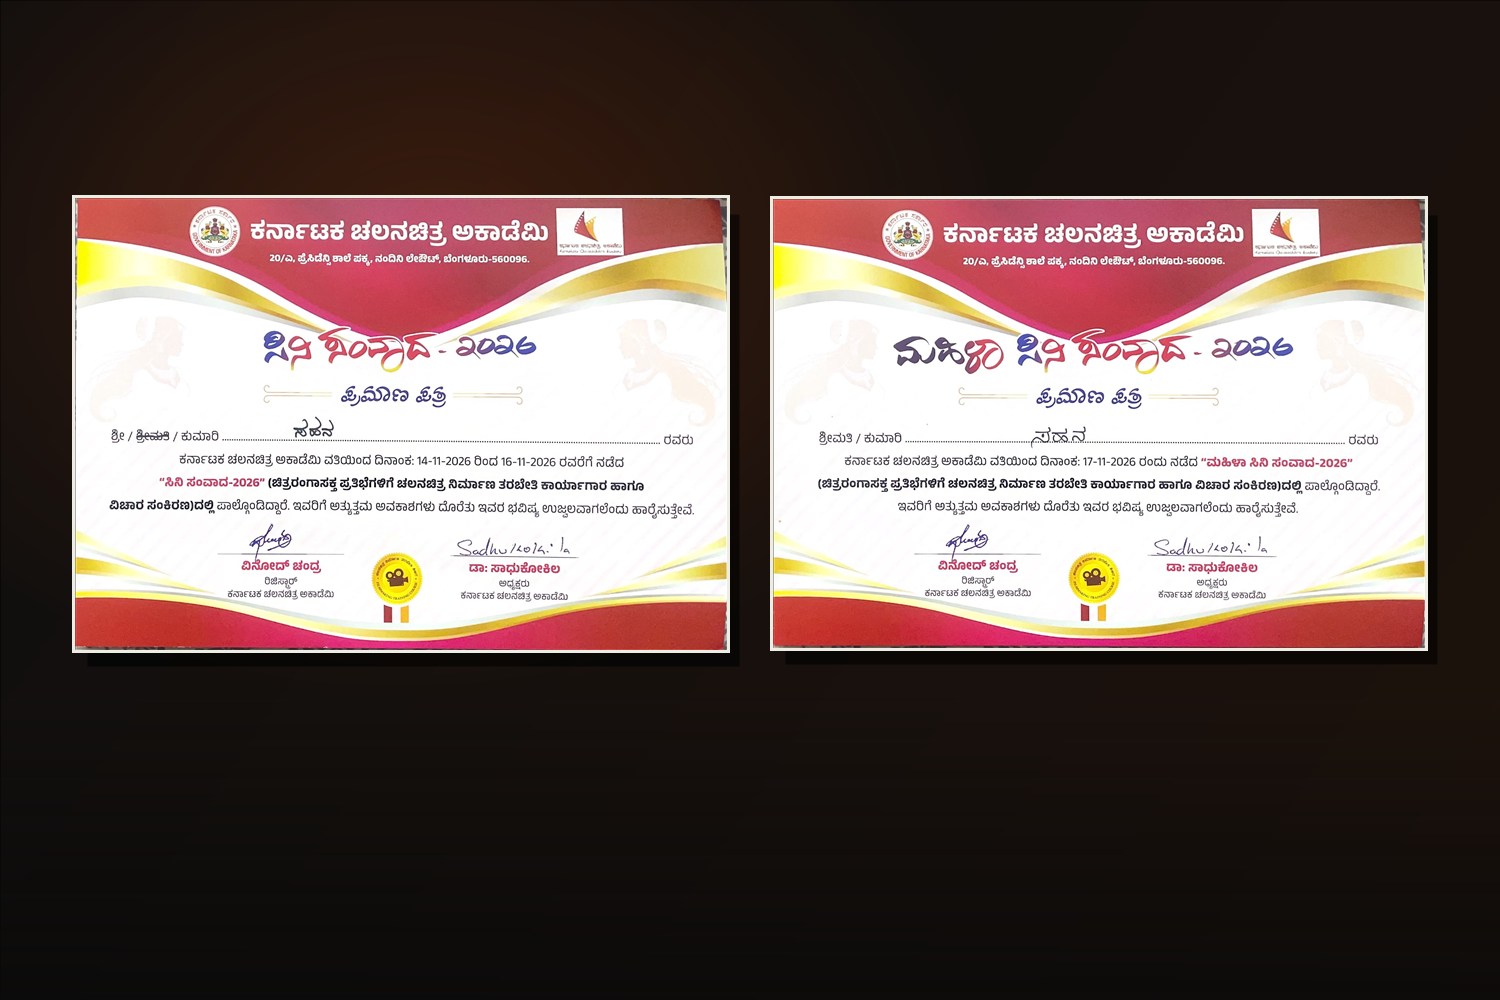 ಕರ್ನಾಟಕ ಚಲನಚಿತ್ರ ಅಕಾಡೆಮಿ
20/ಎ, ಪ್ರೆಸಿಡೆನ್ಸಿ ಶಾಲೆ ಪಕ್ಕ, ನಂದಿನಿ ಲೇಔಟ್, ಬೆಂಗಳೂರು-560096.
ಸಿನಿ ಸಂವಾದ - ೨೦೨೬
ಪ್ರಮಾಣ ಪತ್ರ
ಶ್ರೀ / ಶ್ರೀಮತಿ / ಕುಮಾರಿ ಸಹನ ರವರು
ಕರ್ನಾಟಕ ಚಲನಚಿತ್ರ ಅಕಾಡೆಮಿ ವತಿಯಿಂದ ದಿನಾಂಕ: 14-11-2026 ರಿಂದ 16-11-2026 ರವರೆಗೆ ನಡೆದ
"ಸಿನಿ ಸಂವಾದ-2026" (ಚಿತ್ರರಂಗಾಸಕ್ತ ಪ್ರತಿಭೆಗಳಿಗೆ ಚಲನಚಿತ್ರ ನಿರ್ಮಾಣ ತರಬೇತಿ ಕಾರ್ಯಾಗಾರ ಹಾಗೂ
ವಿಚಾರ ಸಂಕಿರಣ)ದಲ್ಲಿ ಪಾಲ್ಗೊಂಡಿದ್ದಾರೆ. ಇವರಿಗೆ ಅತ್ಯುತ್ತಮ ಅವಕಾಶಗಳು ದೊರೆತು ಇವರ ಭವಿಷ್ಯ ಉಜ್ವಲವಾಗಲೆಂದು ಹಾರೈಸುತ್ತೇವೆ.
ವಿನೋದ್ ಚಂದ್ರ
ರಿಜಿಸ್ಟ್ರಾರ್
ಕರ್ನಾಟಕ ಚಲನಚಿತ್ರ ಅಕಾಡೆಮಿ
Sadhukokila
ಡಾ: ಸಾಧುಕೋಕಿಲ
ಅಧ್ಯಕ್ಷರು
ಕರ್ನಾಟಕ ಚಲನಚಿತ್ರ ಅಕಾಡೆಮಿ
ಕರ್ನಾಟಕ ಚಲನಚಿತ್ರ ಅಕಾಡೆಮಿ
20/ಎ, ಪ್ರೆಸಿಡೆನ್ಸಿ ಶಾಲೆ ಪಕ್ಕ, ನಂದಿನಿ ಲೇಔಟ್, ಬೆಂಗಳೂರು-560096.
ಮಹಿಳಾ ಸಿನಿ ಸಂವಾದ - ೨೦೨೬
ಪ್ರಮಾಣ ಪತ್ರ
ಶ್ರೀಮತಿ / ಕುಮಾರಿ ಸಹನ ರವರು
ಕರ್ನಾಟಕ ಚಲನಚಿತ್ರ ಅಕಾಡೆಮಿ ವತಿಯಿಂದ ದಿನಾಂಕ: 17-11-2026 ರಂದು ನಡೆದ "ಮಹಿಳಾ ಸಿನಿ ಸಂವಾದ-2026"
(ಚಿತ್ರರಂಗಾಸಕ್ತ ಪ್ರತಿಭೆಗಳಿಗೆ ಚಲನಚಿತ್ರ ನಿರ್ಮಾಣ ತರಬೇತಿ ಕಾರ್ಯಾಗಾರ ಹಾಗೂ ವಿಚಾರ ಸಂಕಿರಣ)ದಲ್ಲಿ ಪಾಲ್ಗೊಂಡಿದ್ದಾರೆ.
ಇವರಿಗೆ ಅತ್ಯುತ್ತಮ ಅವಕಾಶಗಳು ದೊರೆತು ಇವರ ಭವಿಷ್ಯ ಉಜ್ವಲವಾಗಲೆಂದು ಹಾರೈಸುತ್ತೇವೆ.
ವಿನೋದ್ ಚಂದ್ರ
ರಿಜಿಸ್ಟ್ರಾರ್
ಕರ್ನಾಟಕ ಚಲನಚಿತ್ರ ಅಕಾಡೆಮಿ
Sadhukokila
ಡಾ: ಸಾಧುಕೋಕಿಲ
ಅಧ್ಯಕ್ಷರು
ಕರ್ನಾಟಕ ಚಲನಚಿತ್ರ ಅಕಾಡೆಮಿ